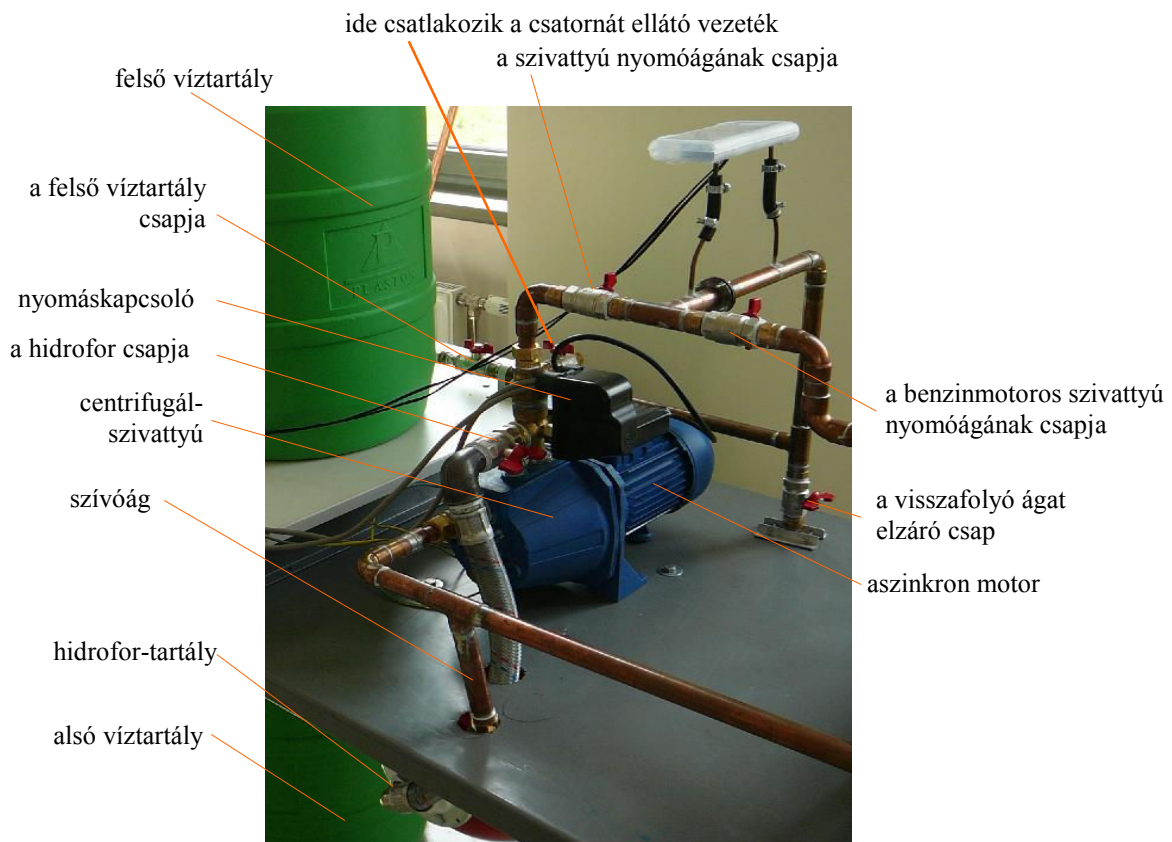 ide csatlakozik a csatornát ellátó vezeték
a szivattyú nyomóágának csapja
felső víztartály
a felső víztartály
csapja
nyomáskapcsoló
a hidrofor csapja
centrifugál-
szivattyú
szívóág
hidrofor-tartály
alsó víztartály
a benzinmotoros szivattyú
nyomóágának csapja
a visszafolyó ágat
elzáró csap
aszinkron motor